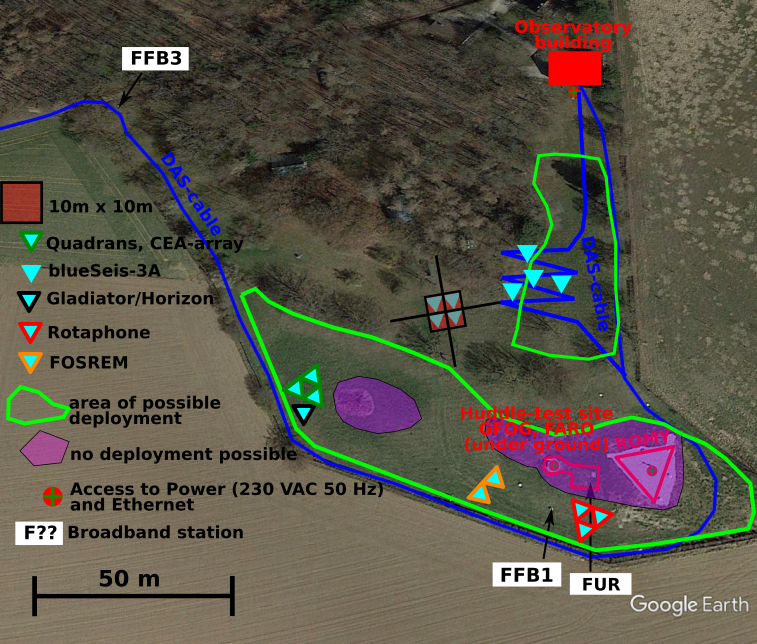 Observatory
building
FFB3
DAS-cable
10m x 10m
Quadrans, CEA-array
blueSeis-3A
Gladiator/Horizon
Rotaphone
FOSREM
area of possible
deployment
no deployment possible
Access to Power (230 VAC 50 Hz)
and Ethernet
F?? Broadband station
50 m
DAS-cable
Huddle-test site
GFOG, FARO
(under ground)
ROMY
FFB1
FUR
Google Earth